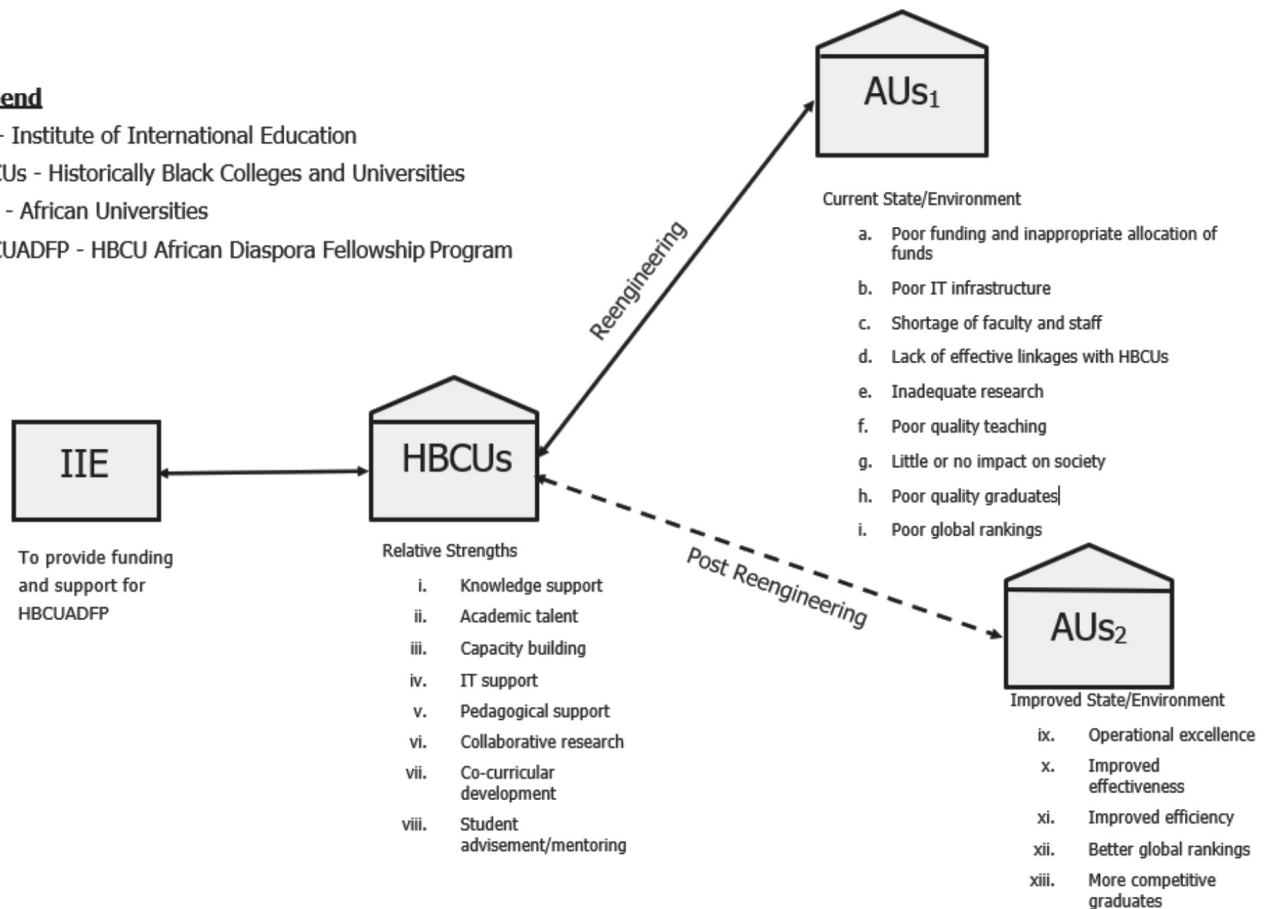 end
- Institute of International Education
CUs - Historically Black Colleges and Universities
- African Universities
CUADFP - HBCU African Diaspora Fellowship Program
AUs₁
Current State/Environment
a. Poor funding and inappropriate allocation of
funds
b. Poor IT infrastructure
c. Shortage of faculty and staff
d. Lack of effective linkages with HBCUs
e. Inadequate research
f. Poor quality teaching
g. Little or no impact on society
h. Poor quality graduates
i. Poor global rankings
Reengineering
IIE
To provide funding
and support for
HBCUADFP
HBCUs
Relative Strengths
i. Knowledge support
ii. Academic talent
iii. Capacity building
iv. IT support
v. Pedagogical support
vi. Collaborative research
vii. Co-curricular
development
viii. Student
advisement/mentoring
Post Reengineering
AUs₂
Improved State/Environment
ix. Operational excellence
x. Improved
effectiveness
xi. Improved efficiency
xii. Better global rankings
xiii. More competitive
graduates